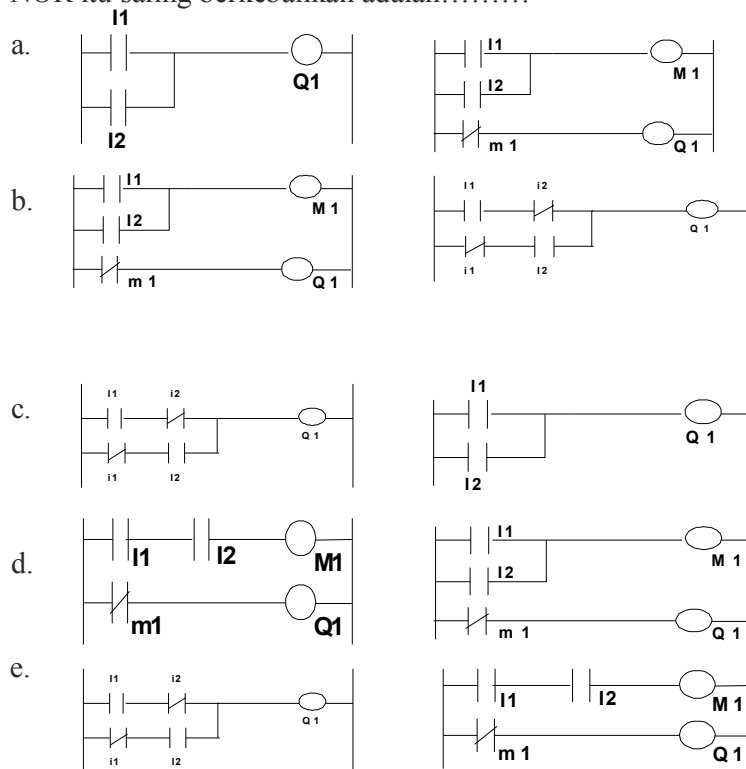 NOR itu saling berkebalikan adalah.........
a.
I1
I2
Q1
I1
I2
M 1
m 1
Q 1
b.
I1
I2
M 1
m 1
Q 1
I1 i2
i1 I2
Q 1
c.
I1 i2
i1 I2
Q 1
I1
I2
Q 1
d.
I1 I2 M1
m1 Q1
I1
I2
M 1
m 1
Q 1
e.
I1 i2
i1 I2
Q 1
I1 I2 M 1
m 1 Q 1